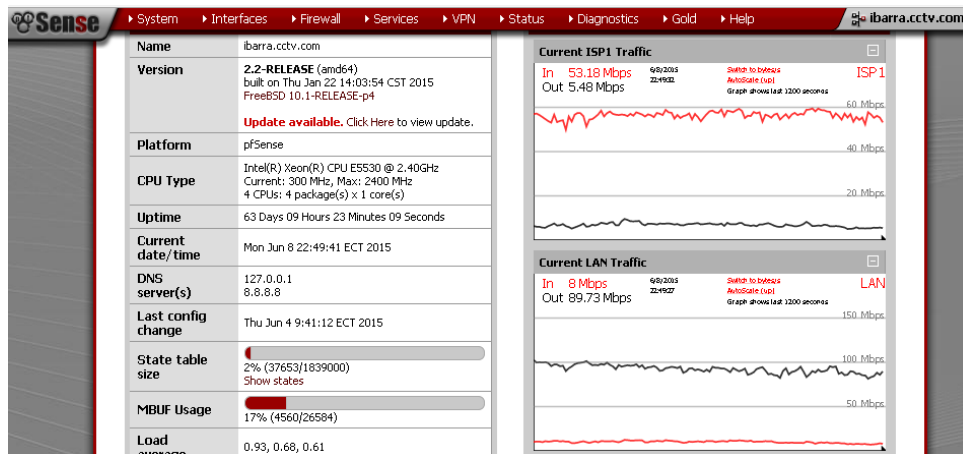 Sense
System
Interfaces
Firewall
Services
VPN
Status
Diagnostics
Gold
Help
ibarra.cctv.com
Name
ibarra.cctv.com
Version
2.2-RELEASE (amd64)
built on Thu Jan 22 14:03:54 CST 2015
FreeBSD 10.1-RELEASE-p4
Update available. Click Here to view update.
Platform
pfSense
CPU Type
Intel(R) Xeon(R) CPU E5530 @ 2.40GHz
Current: 300 MHz, Max: 2400 MHz
4 CPUs: 4 package(s) x 1 core(s)
Uptime
63 Days 09 Hours 23 Minutes 09 Seconds
Current
date/time
Mon Jun 8 22:49:41 ECT 2015
DNS
server(s)
127.0.0.1
8.8.8.8
Last config
change
Thu Jun 4 9:41:12 ECT 2015
State table
size
2% (37653/1839000)
Show states
MBUF Usage
17% (4560/26584)
Load
average
0.93, 0.68, 0.61
Current ISP1 Traffic
In 53.18 Mbps
Out 5.48 Mbps
6/8/2015
22:49:32
Switch to bytes/s
AutoScale (up)
Graph shows last 1200 seconds
ISP1
60 Mbps
40 Mbps
20 Mbps
Current LAN Traffic
In 8 Mbps
Out 89.73 Mbps
6/8/2015
22:49:27
Switch to bytes/s
AutoScale (up)
Graph shows last 1200 seconds
LAN
150 Mbps
100 Mbps
50 Mbps